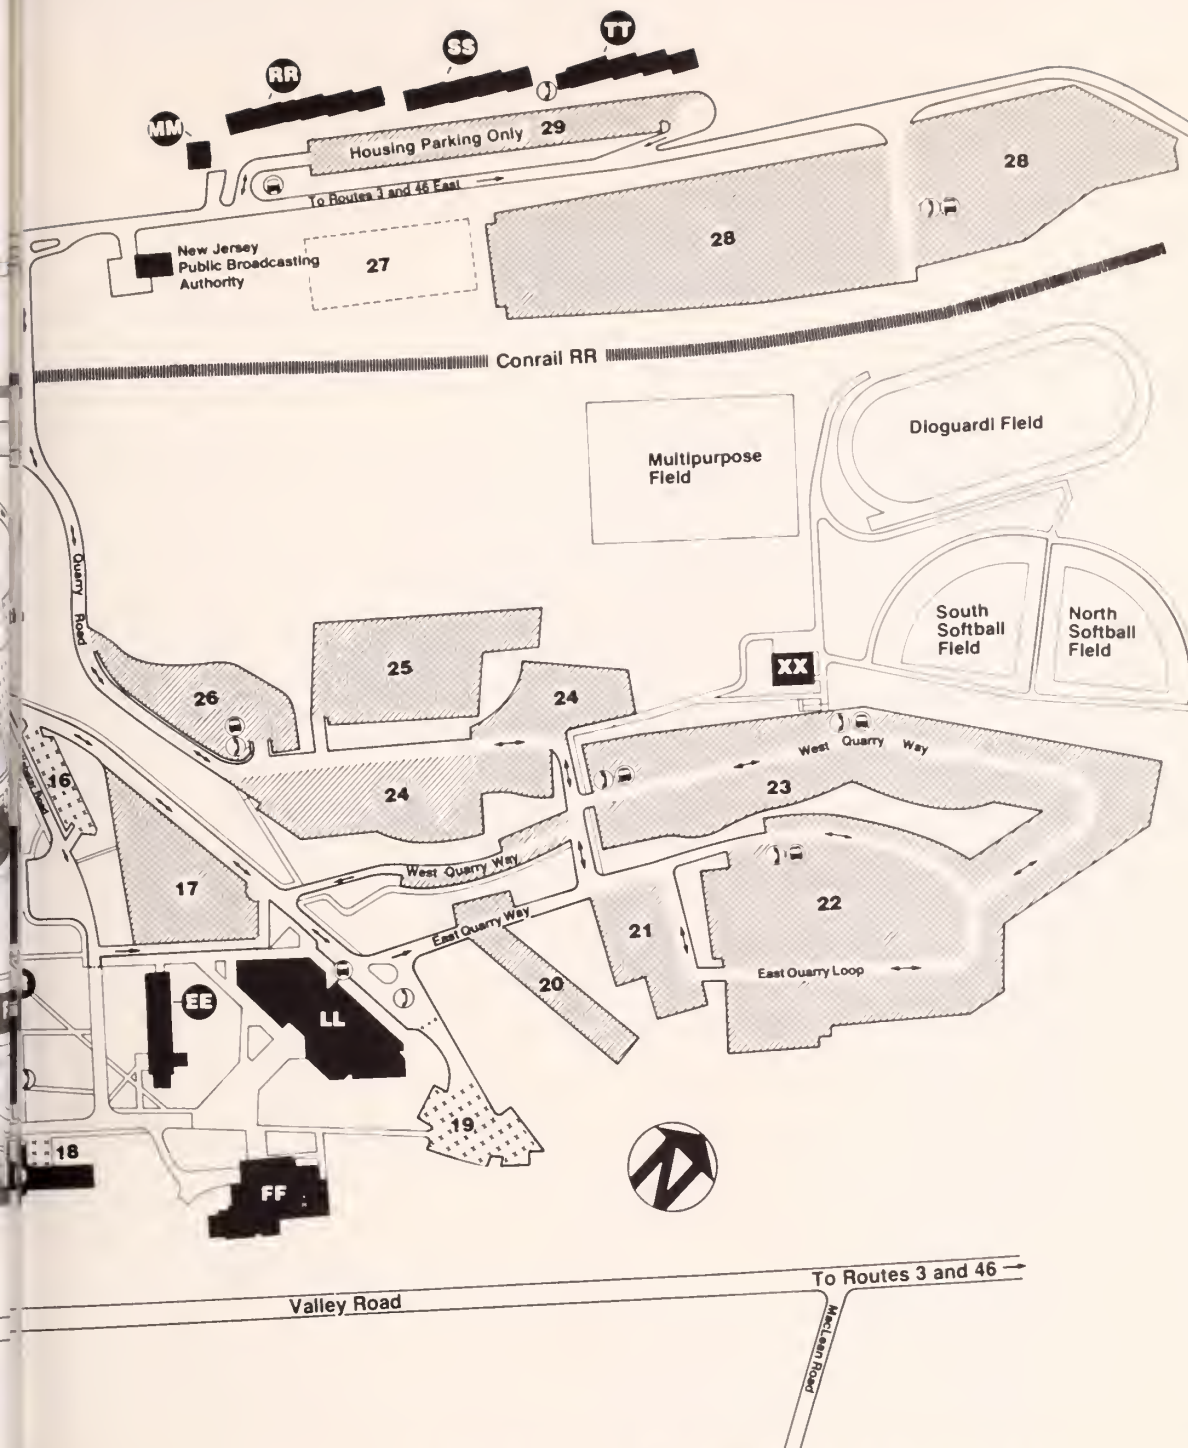 TT
SS
RR
MM
29
Housing Parking Only
To Routes 3 and 46 East
28
28
New Jersey
Public Broadcasting
Authority
27
Conrail RR
Dioguardi Field
Multipurpose
Field
Quarry Road
South
Softball
Field
North
Softball
Field
XX
25
26
24
24
West Quarry Way
23
16
Road
17
West Quarry Way
22
21
East Quarry Way
20
East Quarry Loop
EE
LL
19
18
FF
N
To Routes 3 and 46
Valley Road
MacLean Road